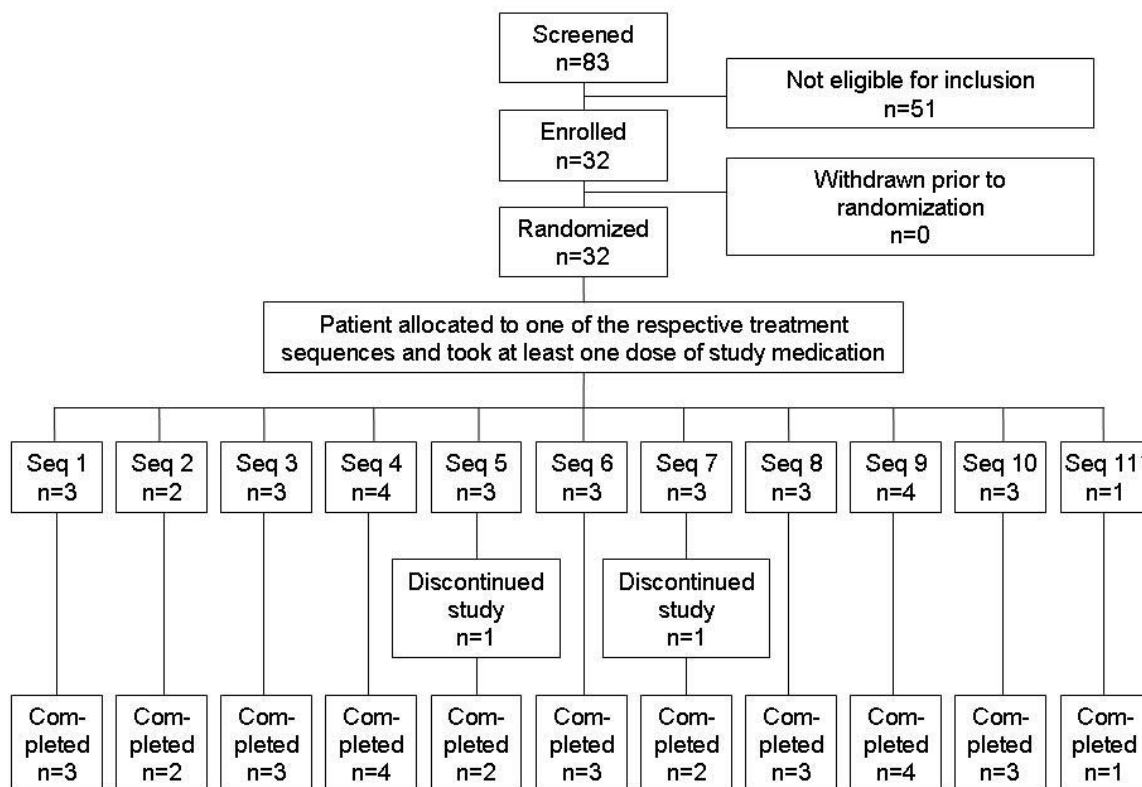 Screened
n=83
Not eligible for inclusion
n=51
Enrolled
n=32
Withdrawn prior to
randomization
n=0
Randomized
n=32
Patient allocated to one of the respective treatment
sequences and took at least one dose of study medication
Seq 1
n=3
Seq 2
n=2
Seq 3
n=3
Seq 4
n=4
Seq 5
n=3
Seq 6
n=3
Seq 7
n=3
Seq 8
n=3
Seq 9
n=4
Seq 10
n=3
Seq 11*
n=1
Discontinued
study
n=1
Discontinued
study
n=1
Com-
pleted
n=3
Com-
pleted
n=2
Com-
pleted
n=3
Com-
pleted
n=4
Com-
pleted
n=2
Com-
pleted
n=3
Com-
pleted
n=2
Com-
pleted
n=3
Com-
pleted
n=4
Com-
pleted
n=3
Com-
pleted
n=1